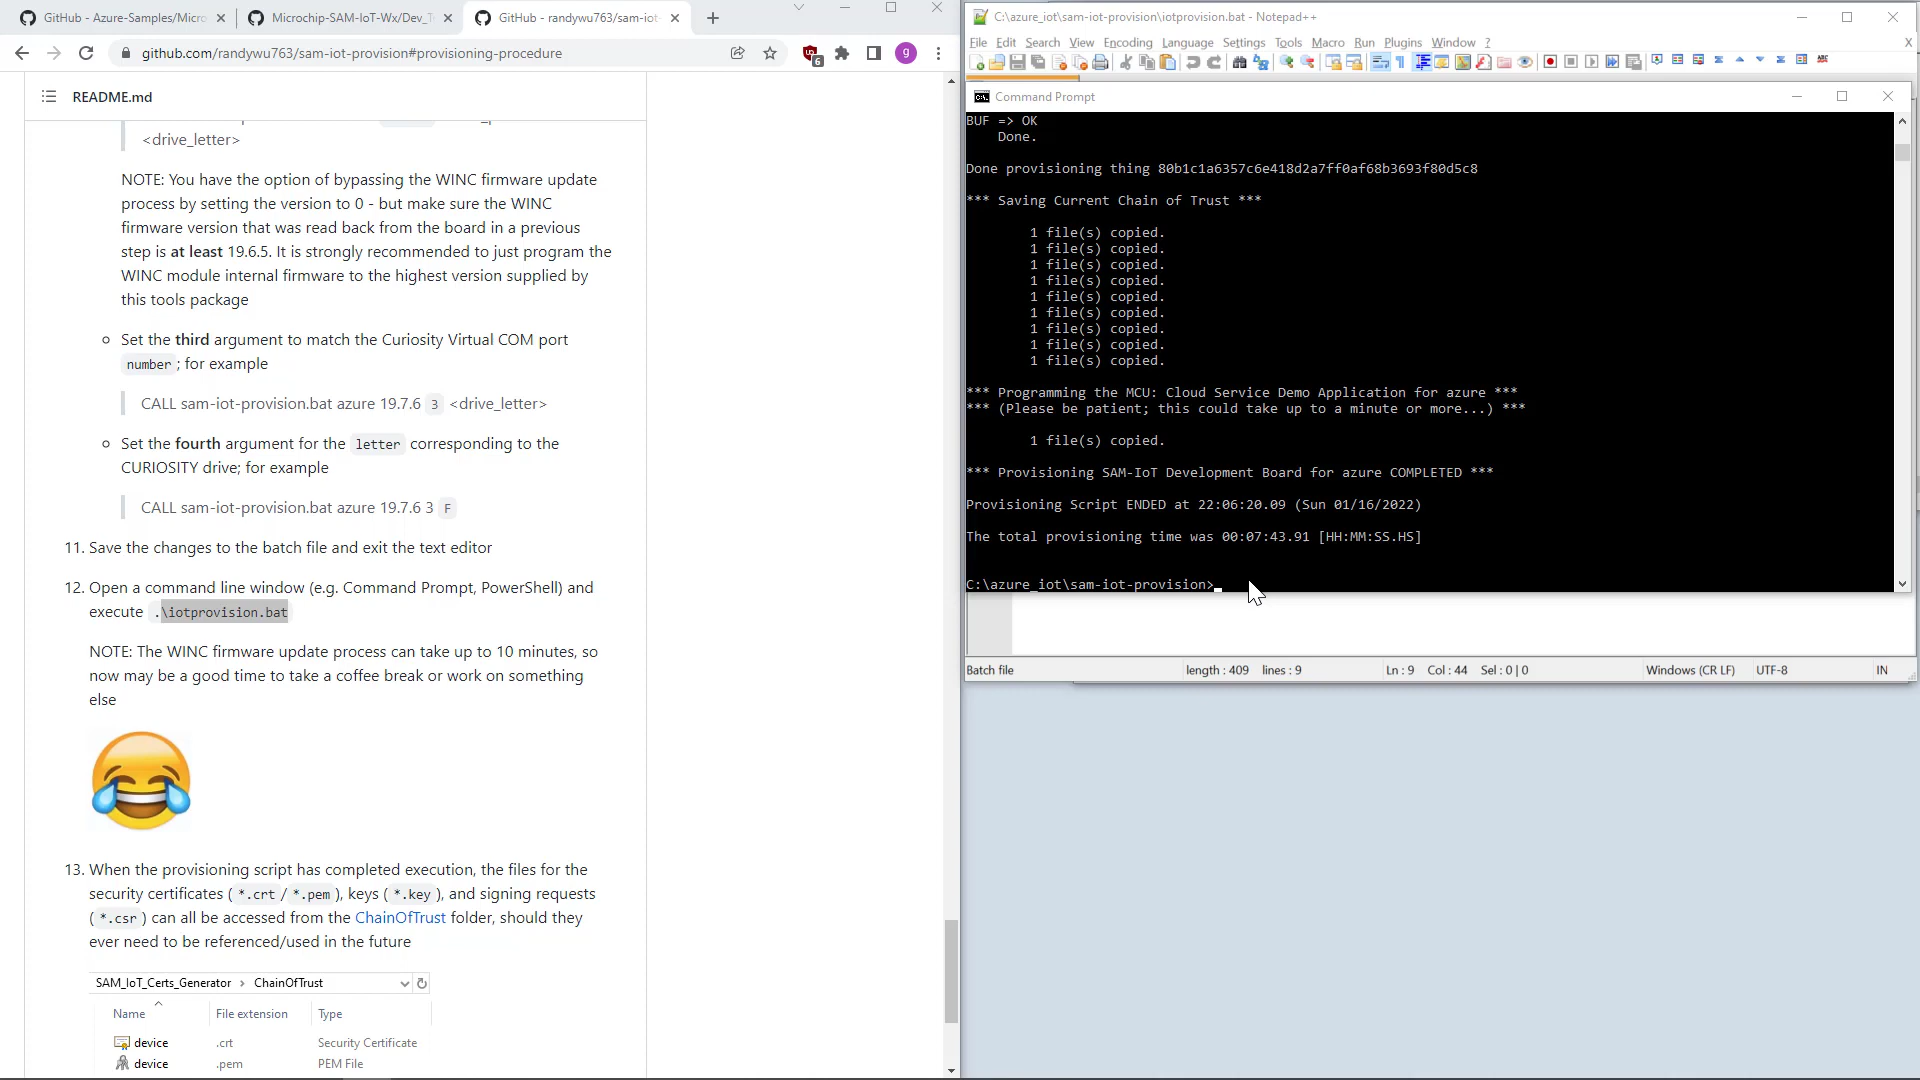 GitHub - Azure-Samples/Micro
Microchip-SAM-IoT-Wx/Dev_T
GitHub - randywu763/sam-iot-
github.com/randywu763/sam-iot-provision#provisioning-procedure
6
g
README.md
<drive_letter>
NOTE: You have the option of bypassing the WINC firmware update
process by setting the version to 0 - but make sure the WINC
firmware version that was read back from the board in a previous
step is at least 19.6.5. It is strongly recommended to just program the
WINC module internal firmware to the highest version supplied by
this tools package
Set the third argument to match the Curiosity Virtual COM port
number ; for example
CALL sam-iot-provision.bat azure 19.7.6 3 <drive_letter>
Set the fourth argument for the letter corresponding to the
CURIOSITY drive; for example
CALL sam-iot-provision.bat azure 19.7.6 3 F
11. Save the changes to the batch file and exit the text editor
12. Open a command line window (e.g. Command Prompt, PowerShell) and
execute .\iotprovision.bat
NOTE: The WINC firmware update process can take up to 10 minutes, so
now may be a good time to take a coffee break or work on something
else
13. When the provisioning script has completed execution, the files for the
security certificates ( *.crt / *.pem ), keys ( *.key ), and signing requests
( *.csr ) can all be accessed from the ChainOfTrust folder, should they
ever need to be referenced/used in the future
SAM_IoT_Certs_Generator > ChainOfTrust
Name File extension Type
device .crt Security Certificate
device .pem PEM File
C:\azure_iot\sam-iot-provision\iotprovision.bat - Notepad++
File Edit Search View Encoding Language Settings Tools Macro Run Plugins Window ? X
Command Prompt
BUF => OK
Done.
Done provisioning thing 80b1c1a6357c6e418d2a7ff0af68b3693f80d5c8
*** Saving Current Chain of Trust ***
1 file(s) copied.
1 file(s) copied.
1 file(s) copied.
1 file(s) copied.
1 file(s) copied.
1 file(s) copied.
1 file(s) copied.
1 file(s) copied.
1 file(s) copied.
*** Programming the MCU: Cloud Service Demo Application for azure ***
*** (Please be patient; this could take up to a minute or more...) ***
1 file(s) copied.
*** Provisioning SAM-IoT Development Board for azure COMPLETED ***
Provisioning Script ENDED at 22:06:20.09 (Sun 01/16/2022)
The total provisioning time was 00:07:43.91 [HH:MM:SS.HS]
C:\azure_iot\sam-iot-provision>
Batch file length : 409 lines : 9 Ln : 9 Col : 44 Sel : 0 | 0 Windows (CR LF) UTF-8 IN